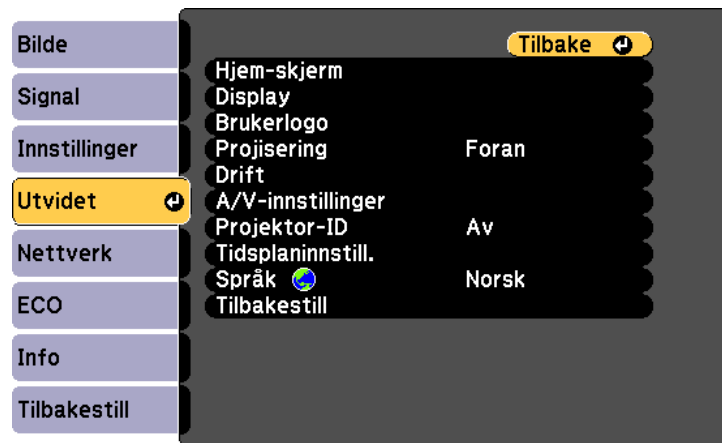 Bilde
Signal
Innstillinger
Utvidet
Nettverk
ECO
Info
Tilbakestill
Tilbake
Hjem-skjerm
Display
Brukerlogo
Projisering Foran
Drift
A/V-innstillinger
Projektor-ID Av
Tidsplaninnstill.
Språk Norsk
Tilbakestill